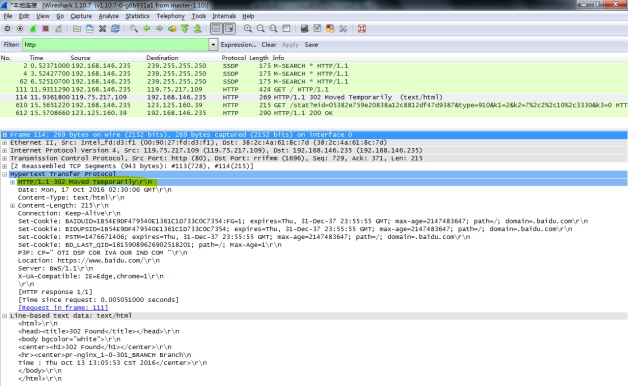 *本地连接 [Wireshark 1.10.7 (v1.10.7-0-g6b931a1 from master-1.10)]
File Edit View Go Capture Analyze Statistics Telephony Tools Internals Help
Filter: http Expression... Clear Apply Save
No. Time Source Destination Protocol Length Info
2 0.52371000 192.168.146.235 239.255.255.250 SSDP 175 M-SEARCH * HTTP/1.1
4 3.52427700 192.168.146.235 239.255.255.250 SSDP 175 M-SEARCH * HTTP/1.1
62 6.52510700 192.168.146.235 239.255.255.250 SSDP 175 M-SEARCH * HTTP/1.1
111 11.9311290 192.168.146.235 119.75.217.109 HTTP 424 GET / HTTP/1.1
114 11.9361800 119.75.217.109 192.168.146.235 HTTP 269 HTTP/1.1 302 Moved Temporarily (text/html)
610 15.5651220 192.168.146.235 123.125.160.39 HTTP 215 GET /stat?mid=05382e759e20838a12c8812df47d9387&type=910&k1=2&k2=7%2c2%2c10%2c3330&k3=0 HTT
612 15.5708660 123.125.160.39 192.168.146.235 HTTP 290 HTTP/1.1 200 OK
Frame 114: 269 bytes on wire (2152 bits), 269 bytes captured (2152 bits) on interface 0
Ethernet II, Src: Intel_fd:d3:f1 (00:90:27:fd:d3:f1), Dst: 38:2c:4a:61:8c:7d (38:2c:4a:61:8c:7d)
Internet Protocol Version 4, Src: 119.75.217.109 (119.75.217.109), Dst: 192.168.146.235 (192.168.146.235)
Transmission Control Protocol, Src Port: http (80), Dst Port: rrifmm (1696), Seq: 729, Ack: 371, Len: 215
[2 Reassembled TCP Segments (943 bytes): #113(728), #114(215)]
Hypertext Transfer Protocol
HTTP/1.1 302 Moved Temporarily\r\n
Date: Mon, 17 Oct 2016 02:30:06 GMT\r\n
Content-Type: text/html\r\n
Content-Length: 215\r\n
Connection: Keep-Alive\r\n
Set-Cookie: BAIDUID=1B54E9DF479540E1361C1D733C0C7354:FG=1; expires=Thu, 31-Dec-37 23:55:55 GMT; max-age=2147483647; path=/; domain=.baidu.com\r\n
Set-Cookie: BIDUPSID=1B54E9DF479540E1361C1D733C0C7354; expires=Thu, 31-Dec-37 23:55:55 GMT; max-age=2147483647; path=/; domain=.baidu.com\r\n
Set-Cookie: PSTM=1476671406; expires=Thu, 31-Dec-37 23:55:55 GMT; max-age=2147483647; path=/; domain=.baidu.com\r\n
Set-Cookie: BD_LAST_QID=18159089626902518201; path=/; Max-Age=1\r\n
P3P: CP=" OTI DSP COR IVA OUR IND COM "\r\n
Location: https://www.baidu.com/\r\n
Server: BWS/1.1\r\n
X-UA-Compatible: IE=Edge,chrome=1\r\n
\r\n
[HTTP response 1/1]
[Time since request: 0.005051000 seconds]
[Request in frame: 111]
Line-based text data: text/html
<html>\r\n
<head><title>302 Found</title></head>\r\n
<body bgcolor="white">\r\n
<center><h1>302 Found</h1></center>\r\n
<hr><center>pr-nginx_1-0-301_BRANCH Branch\n
Time : Thu Oct 13 13:05:53 CST 2016</center>\r\n
</body>\r\n
</html>\r\n